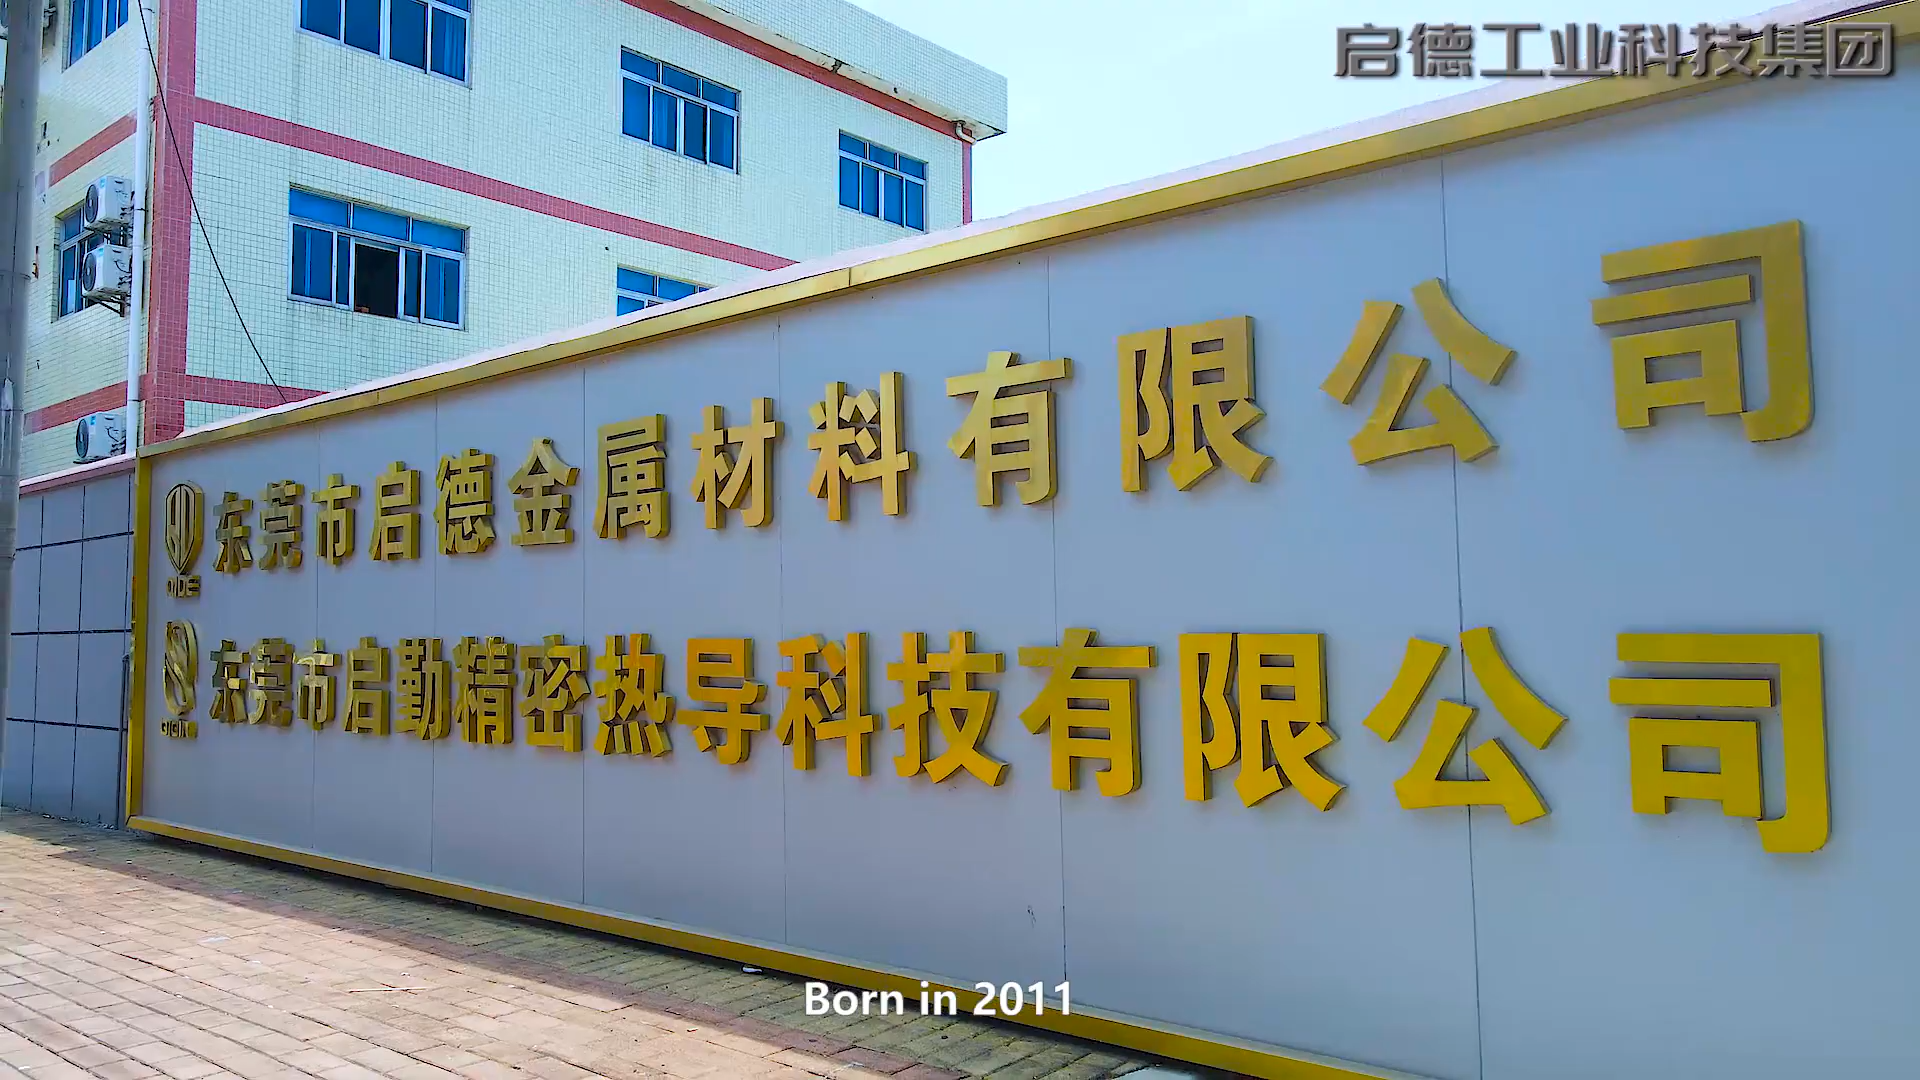 启德工业科技集团
东莞市启德金属材料有限公司
QIDE
东莞市启勤精密热导科技有限公司
Born in 2011